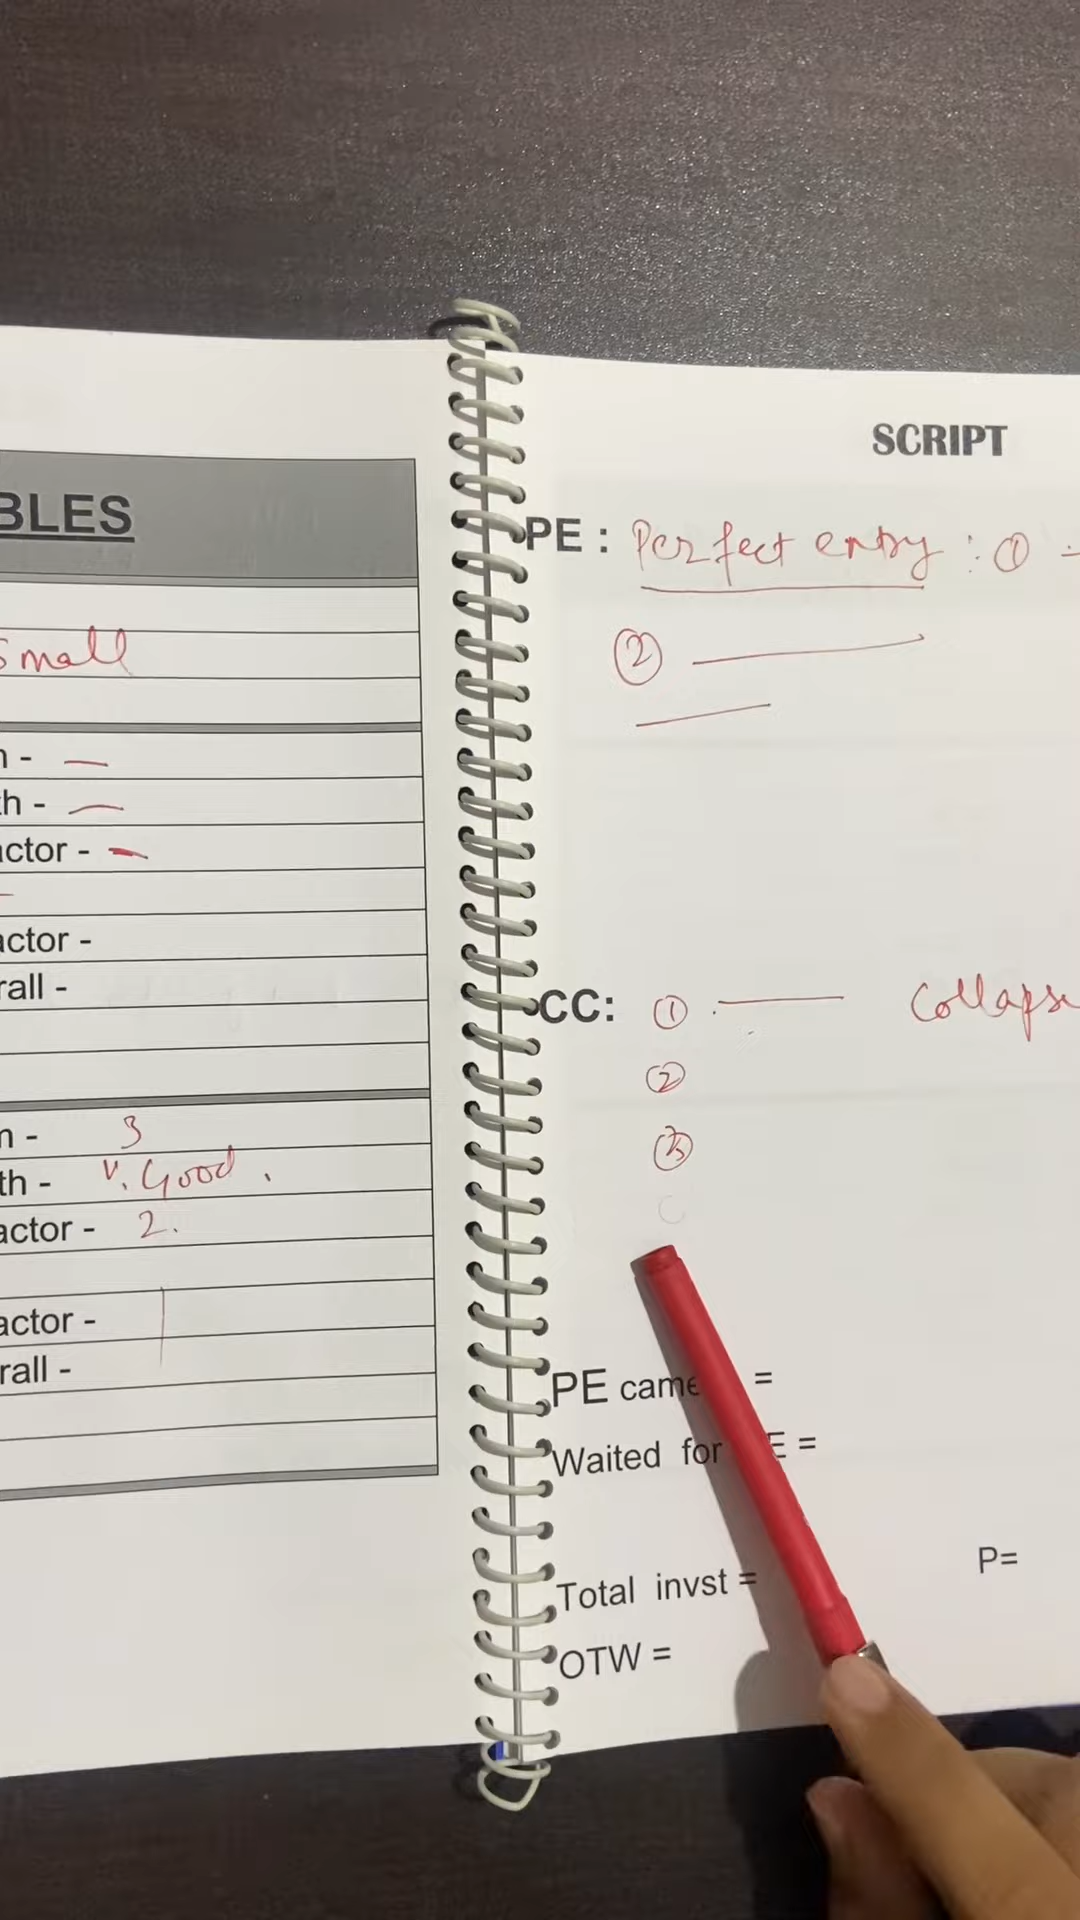 BLES
Small
n -
th -
actor -
actor -
rall -
n - 3
th - V. Good.
actor - 2.
actor -
rall -
SCRIPT
PE : Perfect entry : ①
②
CC: ① Collapse
②
③
PE came =
Waited for E =
Total invst = P=
OTW =